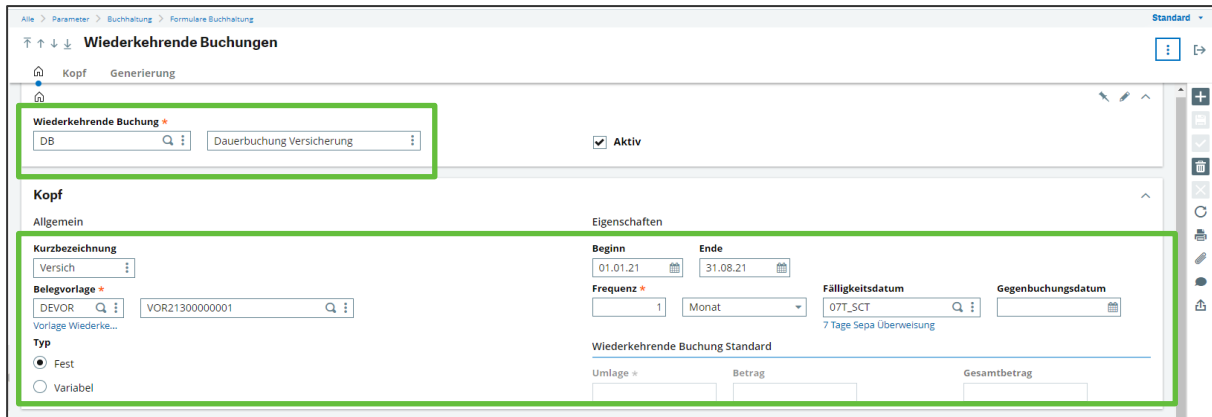 Alle > Parameter > Buchhaltung > Formulare Buchhaltung
Standard
Wiederkehrende Buchungen
Kopf Generierung
Wiederkehrende Buchung *
DB Dauerbuchung Versicherung
Aktiv
Kopf
Allgemein
Eigenschaften
Kurzbezeichnung
Versich
Beginn Ende
01.01.21 31.08.21
Belegvorlage *
DEVOR VOR21300000001
Vorlage Wiederke...
Frequenz * Fälligkeitsdatum Gegenbuchungsdatum
1 Monat 07T_SCT
7 Tage Sepa Überweisung
Typ
Fest
Variabel
Wiederkehrende Buchung Standard
Umlage * Betrag Gesamtbetrag